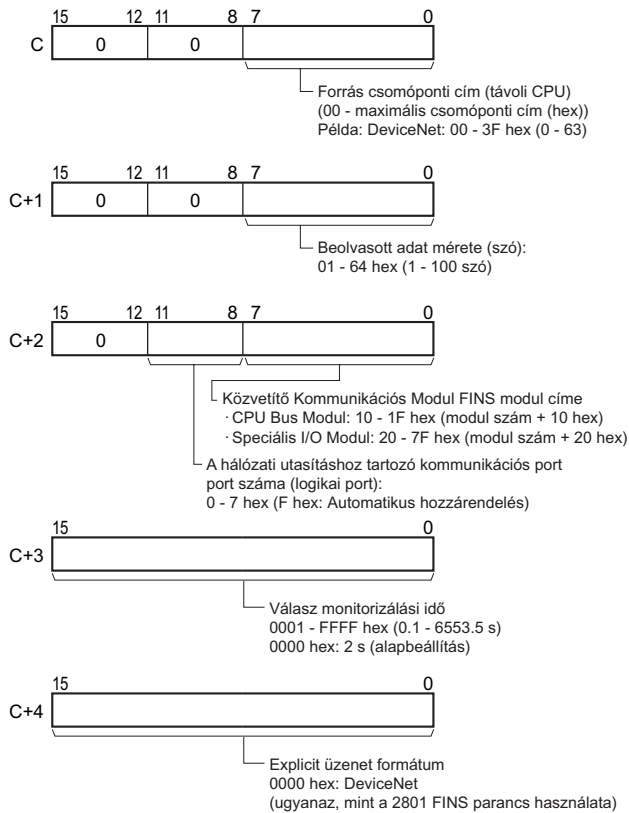 15 12 11 8 7 0
C 0 0
Forrás csomóponti cím (távoli CPU)
(00 - maximális csomóponti cím (hex))
Példa: DeviceNet: 00 - 3F hex (0 - 63)
15 12 11 8 7 0
C+1 0 0
Beolvasott adat mérete (szó):
01 - 64 hex (1 - 100 szó)
15 12 11 8 7 0
C+2 0
Közvetítő Kommunikációs Modul FINS modul címe
· CPU Bus Modul: 10 - 1F hex (modul szám + 10 hex)
· Speciális I/O Modul: 20 - 7F hex (modul szám + 20 hex)
A hálózati utasításhoz tartozó kommunikációs port
port száma (logikai port):
0 - 7 hex (F hex: Automatikus hozzárendelés)
15 0
C+3
Válasz monitorizálási idő
0001 - FFFF hex (0.1 - 6553.5 s)
0000 hex: 2 s (alapbeállítás)
15 0
C+4
Explicit üzenet formátum
0000 hex: DeviceNet
(ugyanaz, mint a 2801 FINS parancs használata)